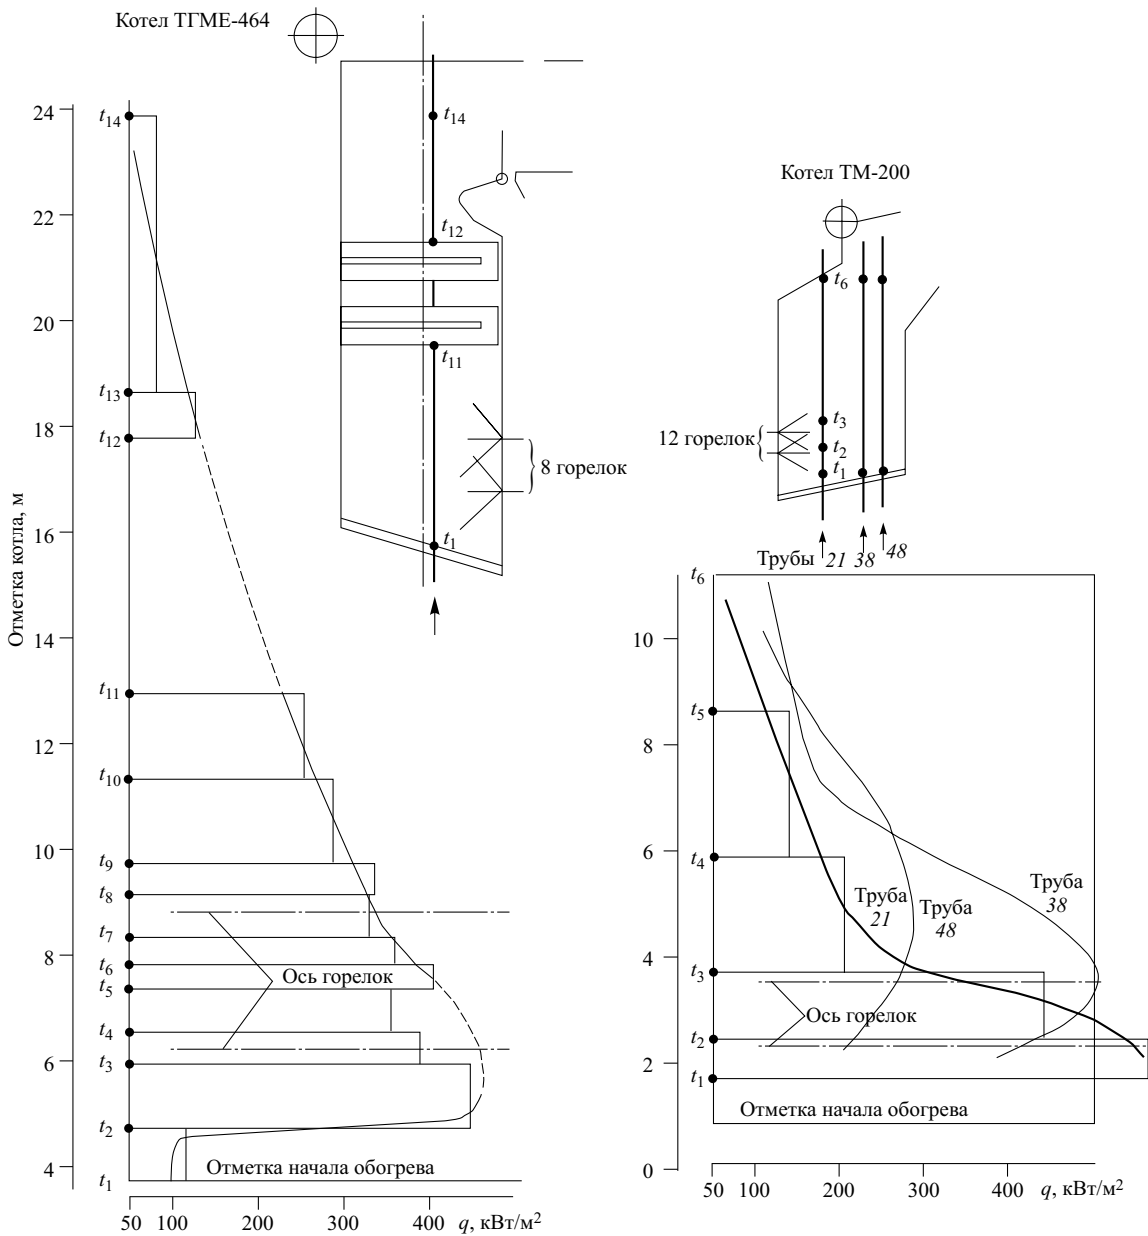 Котел ТГМЕ-464
Отметка котла, м
24
22
20
18
16
14
12
10
8
6
4
t14
t13
t12
t11
t10
t9
t8
t7
t6
t5
t4
t3
t2
t1
Ось горелок
Отметка начала обогрева
50 100 200 300 400 q, кВт/м²
t14
t12
t11
t1
8 горелок
Котел ТМ-200
t6
t3
t2
t1
12 горелок
Трубы 21 38 48
10
8
6
4
2
0
t6
t5
t4
t3
t2
t1
Труба
21
Труба
48
Труба
38
Ось горелок
Отметка начала обогрева
50 100 200 300 400 q, кВт/м²